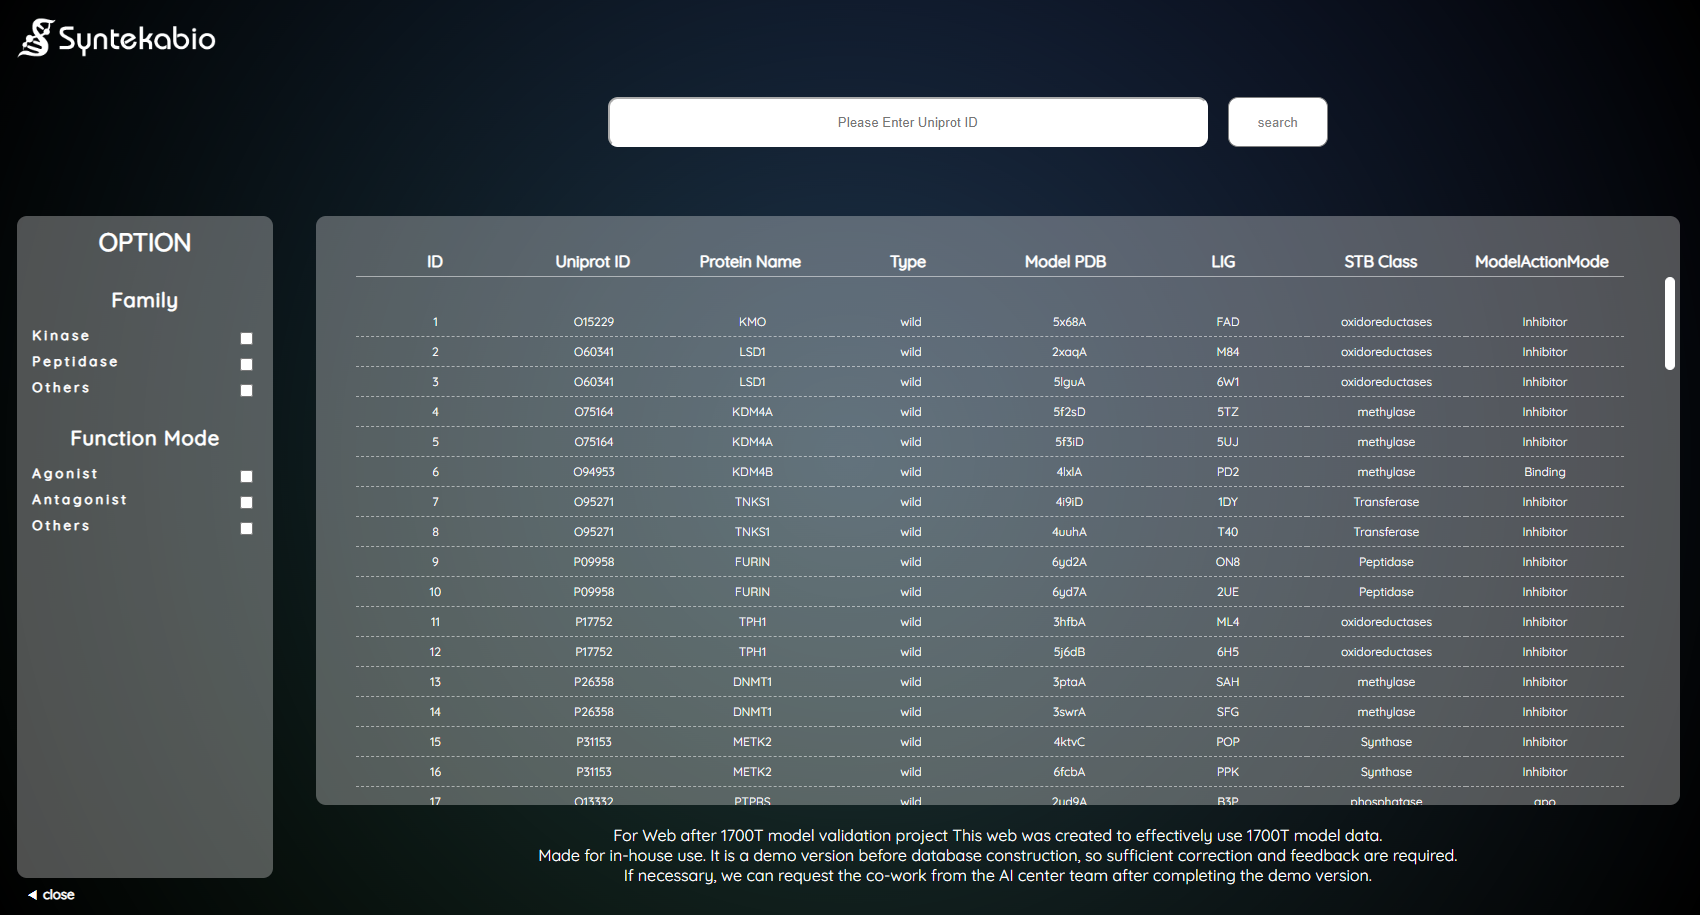 Syntekabio
Please Enter Uniprot ID
search
OPTION
Family
Kinase
Peptidase
Others
Function Mode
Agonist
Antagonist
Others
ID Uniprot ID Protein Name Type Model PDB LIG STB Class ModelActionMode
1 O15229 KMO wild 5x68A FAD oxidoreductases Inhibitor
2 O60341 LSD1 wild 2xaqA M84 oxidoreductases Inhibitor
3 O60341 LSD1 wild 5lguA 6W1 oxidoreductases Inhibitor
4 O75164 KDM4A wild 5f2sD 5TZ methylase Inhibitor
5 O75164 KDM4A wild 5f3iD 5UJ methylase Inhibitor
6 O94953 KDM4B wild 4lxlA PD2 methylase Binding
7 O95271 TNKS1 wild 4i9iD 1DY Transferase Inhibitor
8 O95271 TNKS1 wild 4uuhA T40 Transferase Inhibitor
9 P09958 FURIN wild 6yd2A ON8 Peptidase Inhibitor
10 P09958 FURIN wild 6yd7A 2UE Peptidase Inhibitor
11 P17752 TPH1 wild 3hfbA ML4 oxidoreductases Inhibitor
12 P17752 TPH1 wild 5j6dB 6H5 oxidoreductases Inhibitor
13 P26358 DNMT1 wild 3ptaA SAH methylase Inhibitor
14 P26358 DNMT1 wild 3swrA SFG methylase Inhibitor
15 P31153 METK2 wild 4ktvC POP Synthase Inhibitor
16 P31153 METK2 wild 6fcbA PPK Synthase Inhibitor
17 Q13332 PTPRS wild 2yd9A B3P phosphatase apo
For Web after 1700T model validation project This web was created to effectively use 1700T model data.
Made for in-house use. It is a demo version before database construction, so sufficient correction and feedback are required.
If necessary, we can request the co-work from the AI center team after completing the demo version.
◄ close